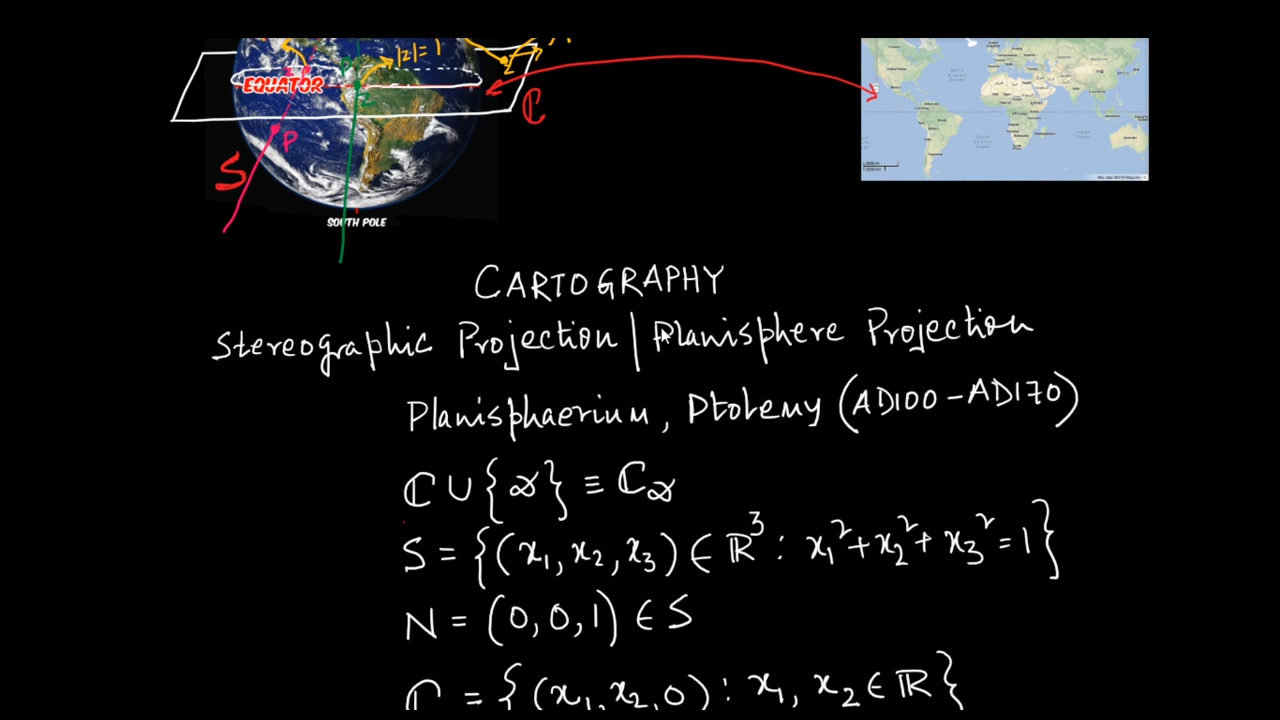 |z|=1
z
EQUATOR
ℂ
P
S
SOUTH POLE
CARTOGRAPHY
Stereographic Projection | Planisphere Projection
Planisphaerium, Ptolemy (AD100 - AD170)
ℂ ∪ {∞} ≡ ℂ∞
S = {(x₁, x₂, x₃) ∈ ℝ³ : x₁² + x₂² + x₃² = 1}
N = (0, 0, 1) ∈ S
ℂ = {(x₁, x₂, 0) : x₁, x₂ ∈ ℝ}